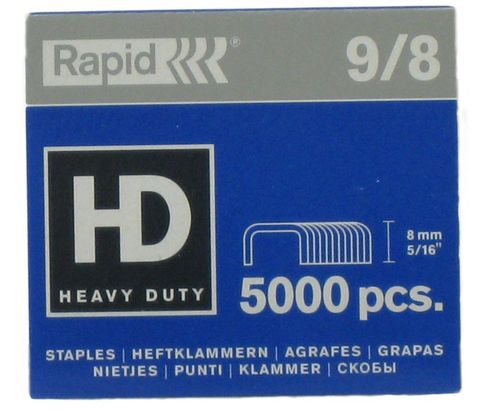 Rapid ® 9/8
HD
HEAVY DUTY
8 mm
5/16"
5000 pcs.
STAPLES | HEFTKLAMMERN | AGRAFES | GRAPAS
NIETJES | PUNTI | KLAMMER | СКОБЫ